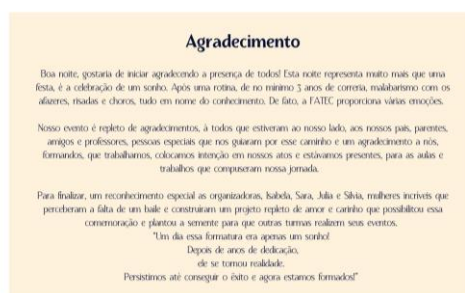 Agradecimento
Boa noite, gostaria de iniciar agradecendo a presença de todos! Esta noite representa muito mais que uma
festa, é a celebração de um sonho. Após uma rotina, de no mínimo 3 anos de correria, malabarismo com os
afazeres, risadas e choros, tudo em nome do conhecimento. De fato, a FATEC proporciona várias emoções.
Nosso evento é repleto de agradecimentos, à todos que estiveram ao nosso lado, aos nossos pais, parentes,
amigos e professores, pessoas especiais que nos guiaram por esse caminho e um agradecimento a nós,
formandos, que trabalhamos, colocamos intenção em nossos atos e estávamos presentes, para as aulas e
trabalhos que compuseram nossa jornada.
Para finalizar, um reconhecimento especial as organizadoras, Isabela, Sara, Julia e Silvia, mulheres incríveis que
perceberam a falta de um baile e construíram um projeto repleto de amor e carinho que possibilitou essa
comemoração e plantou a semente para que outras turmas realizem seus eventos.
"Um dia essa formatura era apenas um sonho!
Depois de anos de dedicação,
ele se tornou realidade.
Persistimos até conseguir o êxito e agora estamos formados!"